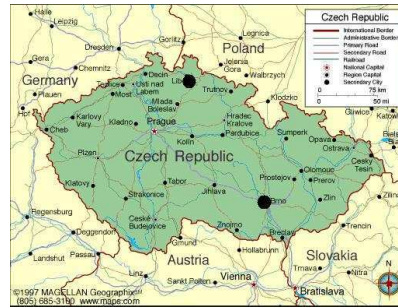 Czech Republic
International Border
Administrative Border
Primary Road
Secondary Road
Railroad
National Capital
Region Capital
Secondary City
0 75 km
0 50 mi
Halle
Leipzig
Dresden
Gorlitz
Legnica
Poland
Jelenia
Gora
Walbrzych
Germany
Chemnitz
Plauen
Hof
Decin
Usti nad
Labem
Teplice
Most
Trutnov
Klodzko
Mlada
Boleslav
Karlovy
Vary
Cheb
Kladno
Prague
Hradec
Kralove
Pardubice
Kolin
Sumperk
Opava
Ostrava
Gliwice
Cesky
Tesin
Plzen
Czech Republic
Olomouc
Prostejov
Prerov
Zlin
Klatovy
Tabor
Jihlava
Strakonice
Brno
Ceske
Budejovice
Znojmo
Breclav
Trencin
Regensburg
Deggendorf
Landshut
Passau
Gmund
Hollabrunn
Austria
Slovakia
Linz
Sankt Polten
Vienna
Trnava
Nitra
Bratislava
Zilina
©1997 MAGELLAN Geographix
(805) 685-3100 www.maps.com